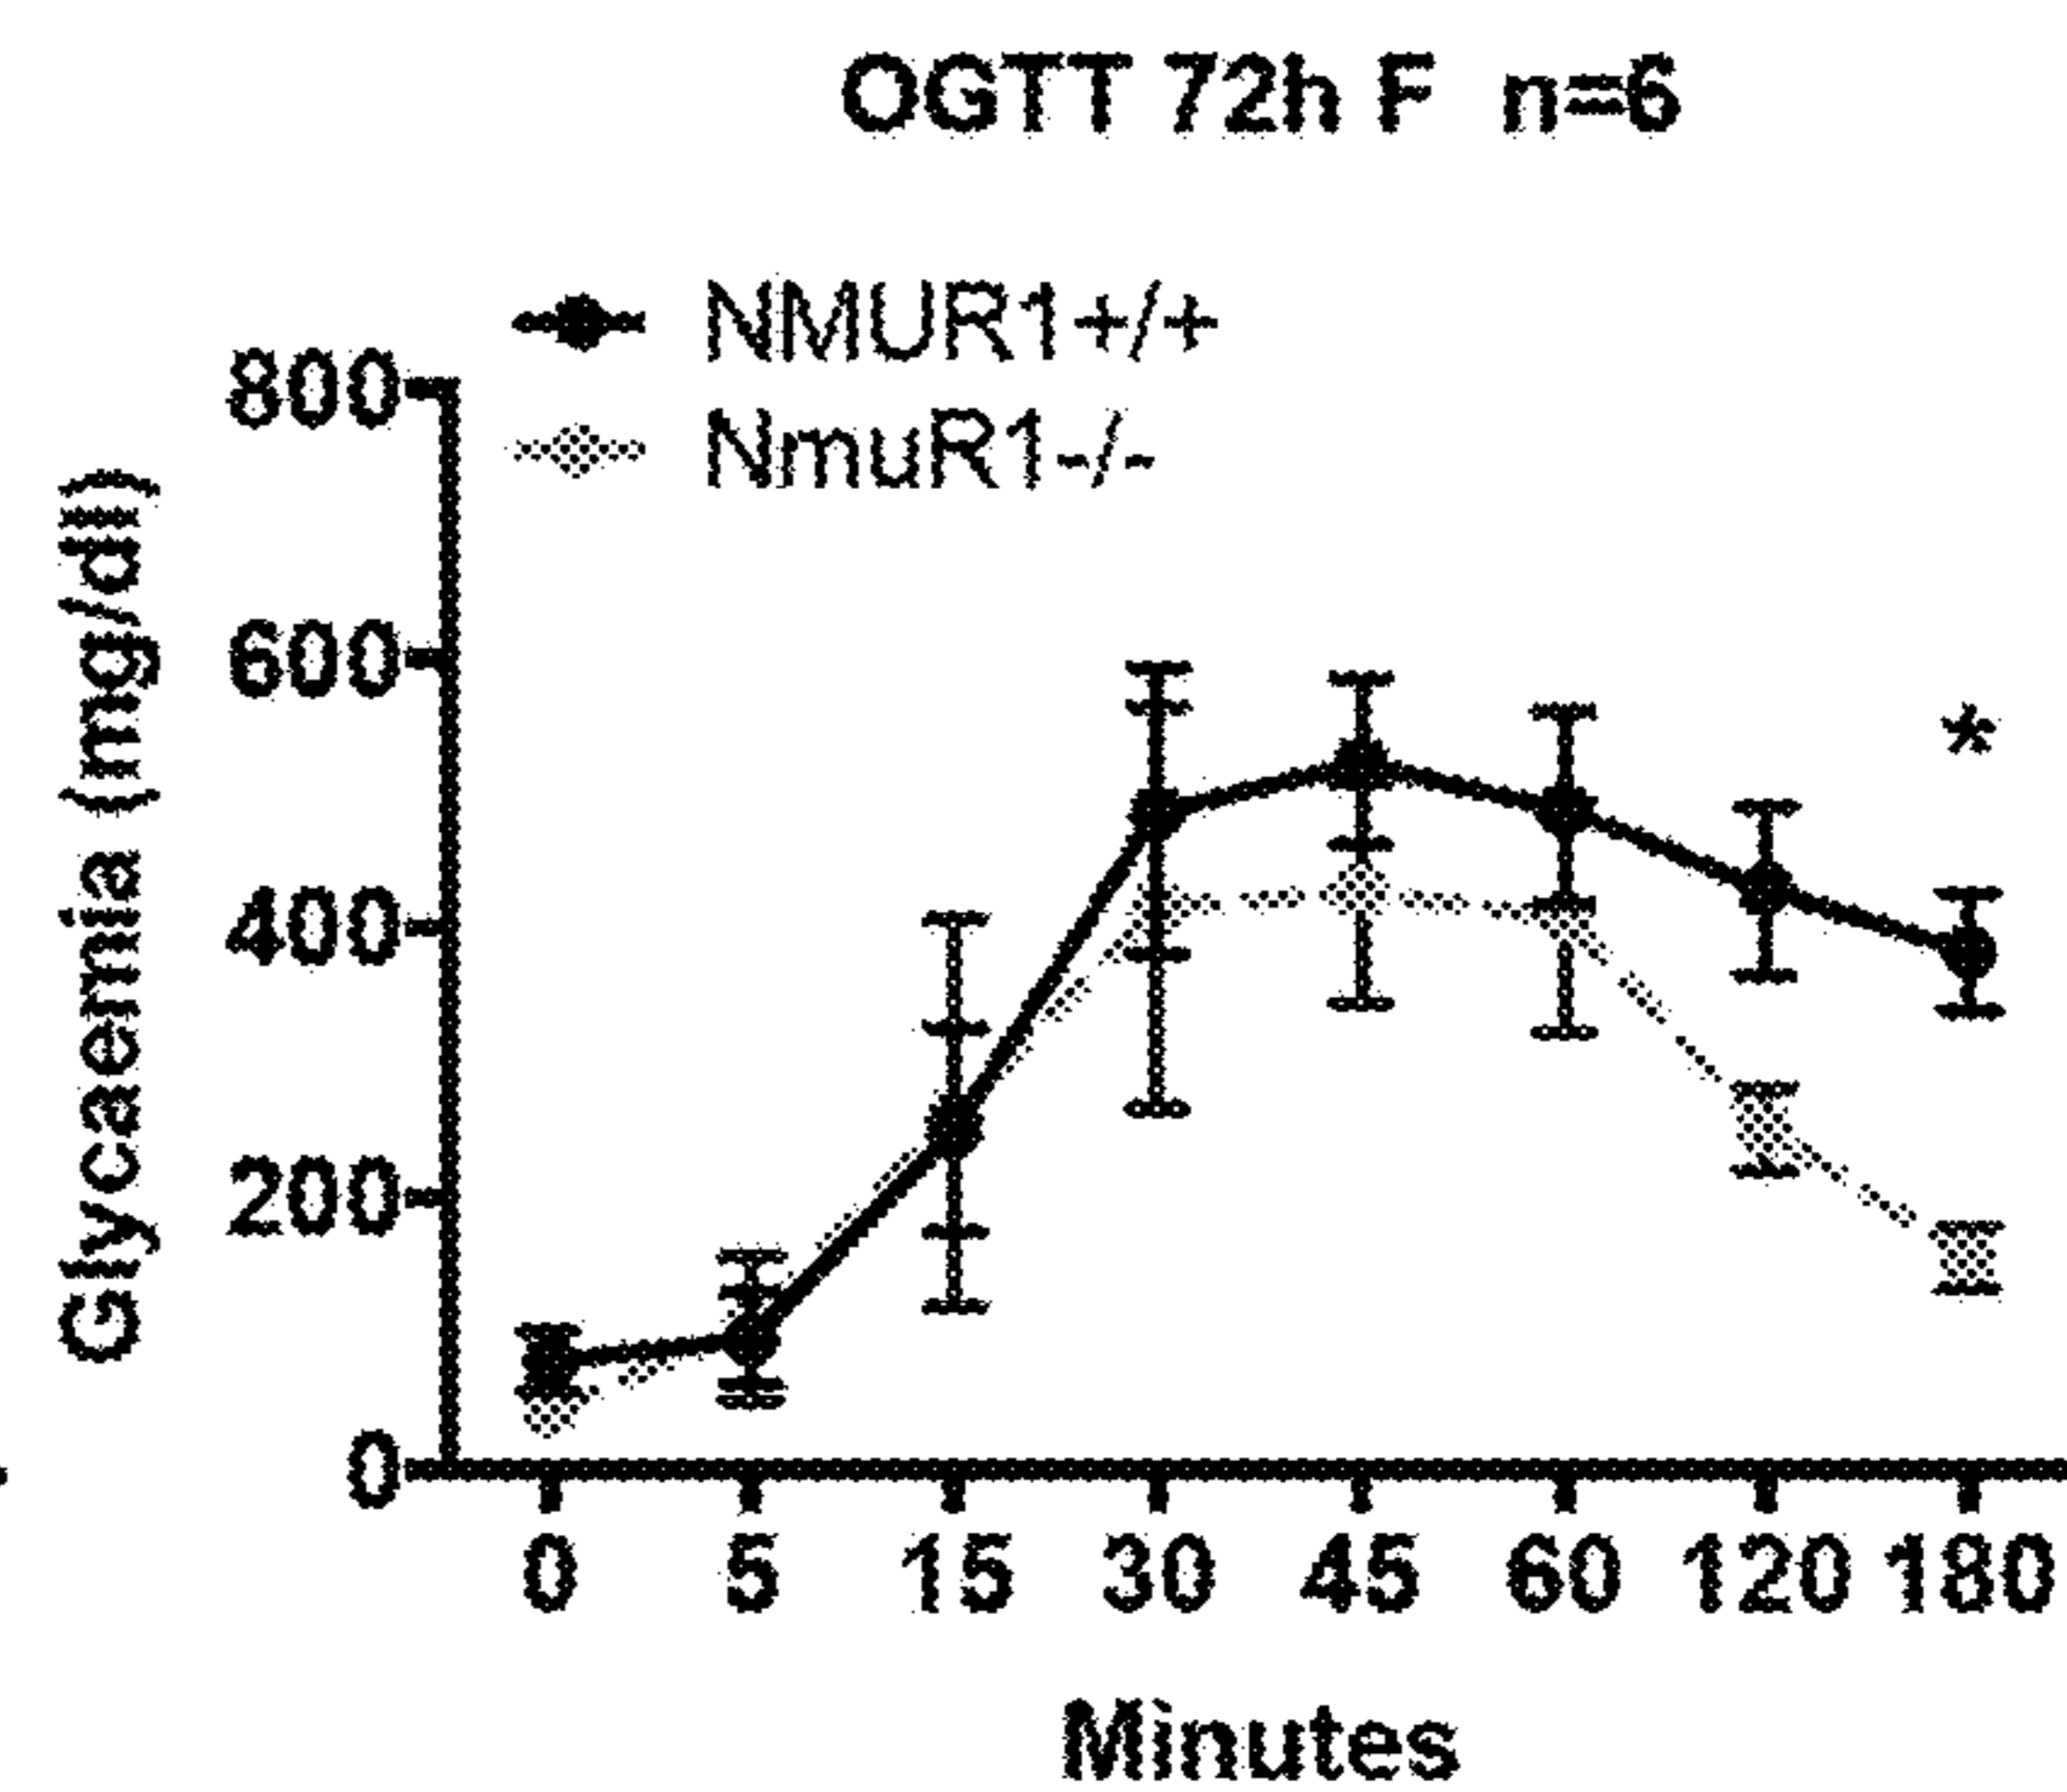 OGTT 72h F n=6
NMUR1+/+
NmuR1-/-
Glycaemia (mg/dl)
800
600
400
200
0
*
0 5 15 30 45 60 120 180
Minutes